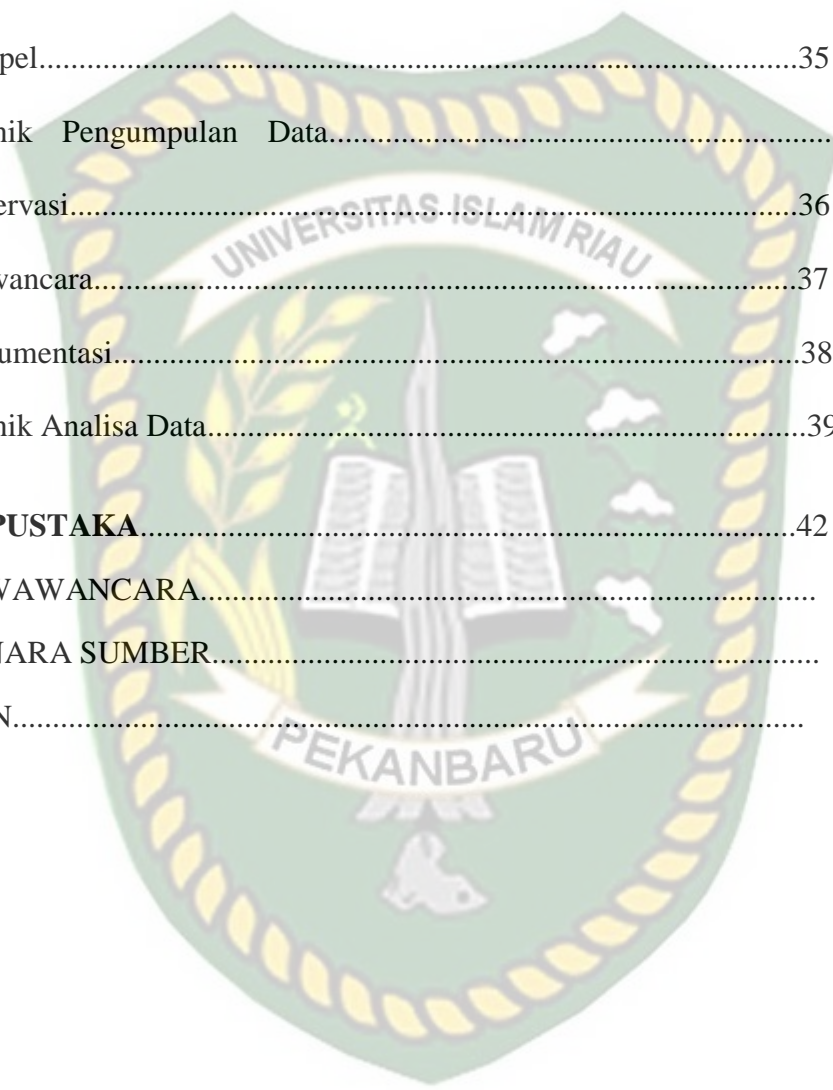 pel....................................................................................35
nik Pengumpulan Data..........................................................
ervasi................................................................................36
UNIVERSITAS ISLAM RIAU
vancara.............................................................................37
umentasi...........................................................................38
nik Analisa Data................................................................39
PUSTAKA........................................................................42
WAWANCARA....................................................................
NARA SUMBER...................................................................
N.......................................................................................
PEKANBARU